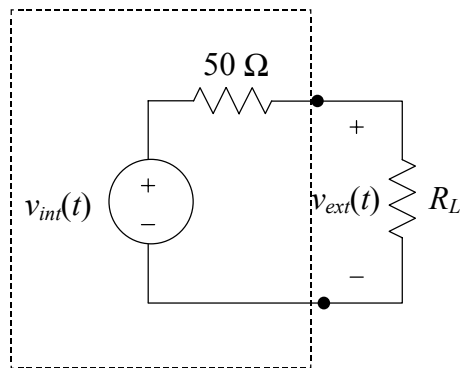 50 Ω
+
+
v_int(t)
v_ext(t)
R_L
–
–